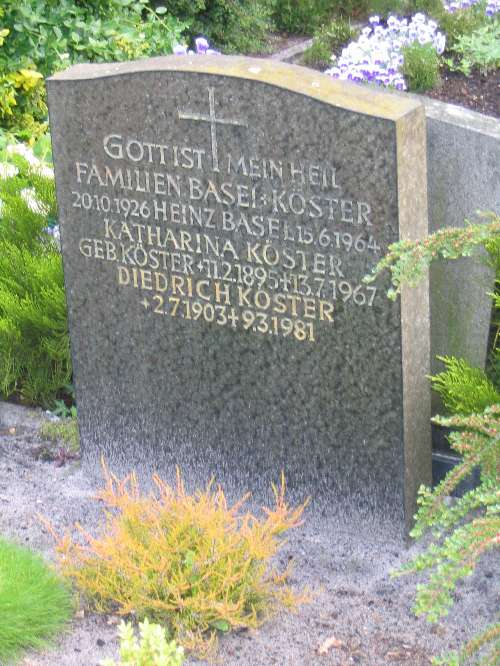 GOTT IST MEIN HEIL
FAMILIEN BASEL + KÖSTER
20.10.1926 HEINZ BASEL 15.6.1964
KATHARINA KÖSTER
GEB KÖSTER +11.2.1895+13.7.1967
DIEDRICH KÖSTER
+2.7.1903+9.3.1981